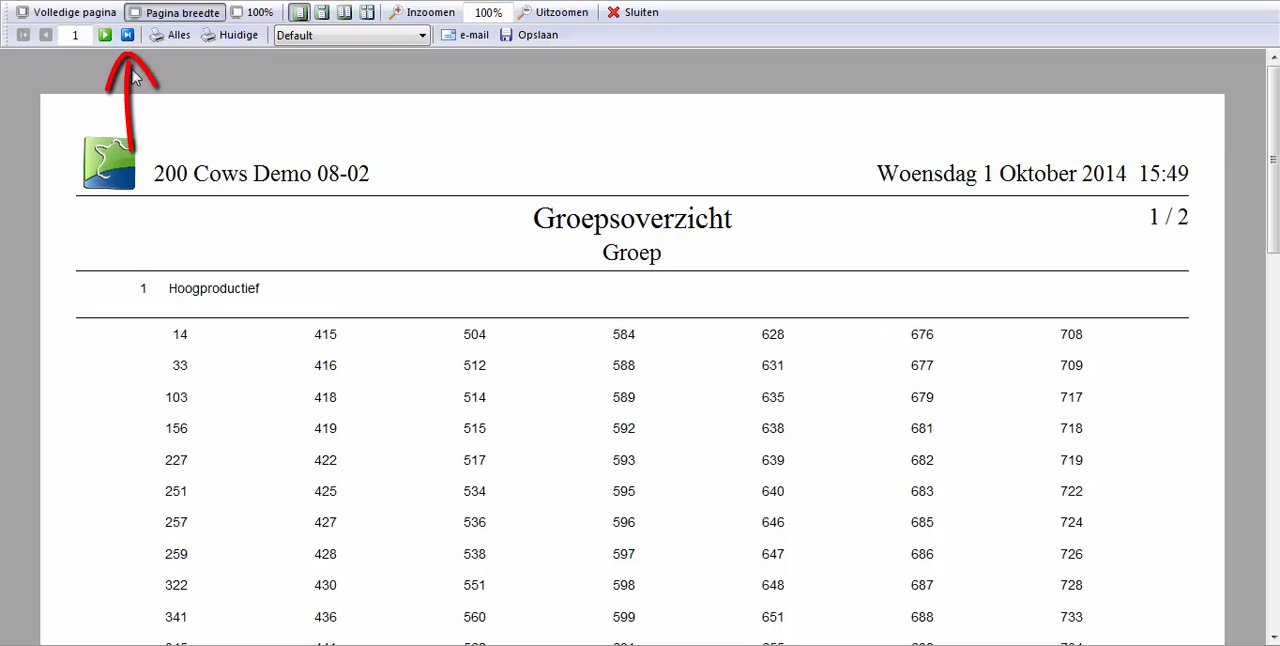 Volledige pagina Pagina breedte 100% Inzoomen 100% Uitzoomen Sluiten
1 Alles Huidige Default e-mail Opslaan
200 Cows Demo 08-02 Woensdag 1 Oktober 2014 15:49
Groepsoverzicht 1 / 2
Groep
1 Hoogproductief
14 415 504 584 628 676 708
33 416 512 588 631 677 709
103 418 514 589 635 679 717
156 419 515 592 638 681 718
227 422 517 593 639 682 719
251 425 534 595 640 683 722
257 427 536 596 646 685 724
259 428 538 597 647 686 726
322 430 551 598 648 687 728
341 436 560 599 651 688 733